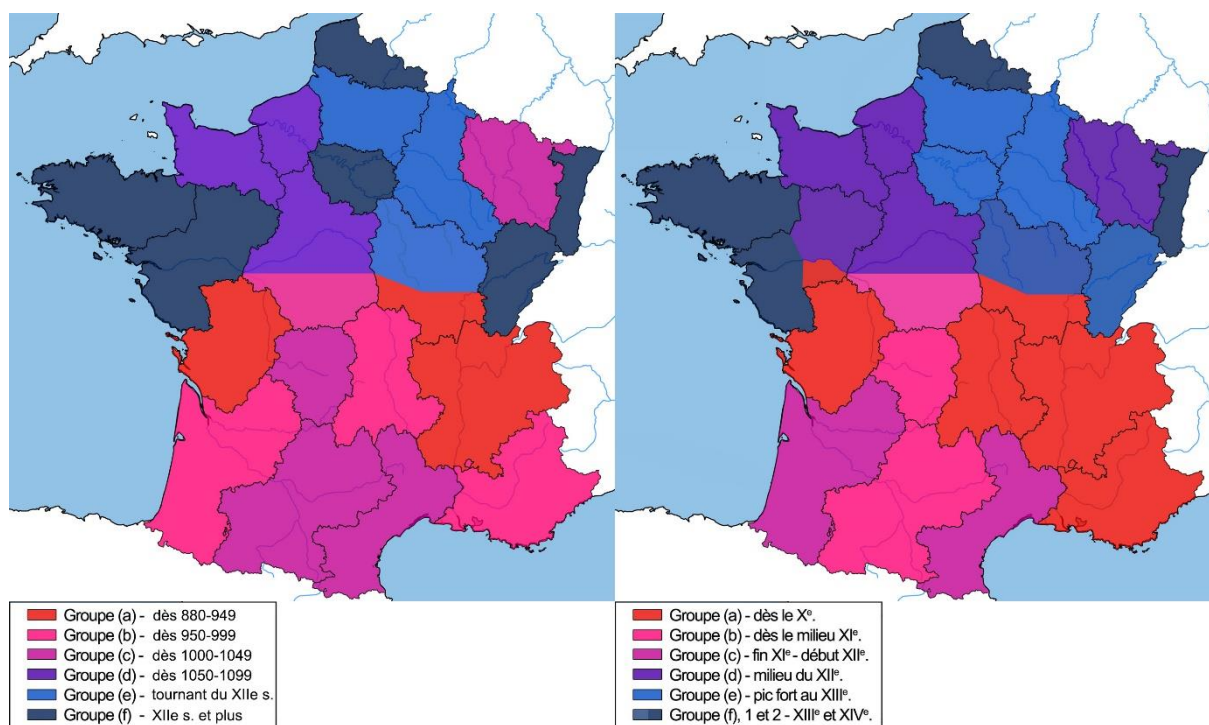 Groupe (a) - dès 880-949
Groupe (b) - dès 950-999
Groupe (c) - dès 1000-1049
Groupe (d) - dès 1050-1099
Groupe (e) - tournant du XIIe s.
Groupe (f) - XIIe s. et plus
Groupe (a) - dès le Xᵉ.
Groupe (b) - dès le milieu XIᵉ.
Groupe (c) - fin XIᵉ - début XIIᵉ.
Groupe (d) - milieu du XIIᵉ.
Groupe (e) - pic fort au XIIIᵉ.
Groupe (f), 1 et 2 - XIIIᵉ et XIVᵉ.